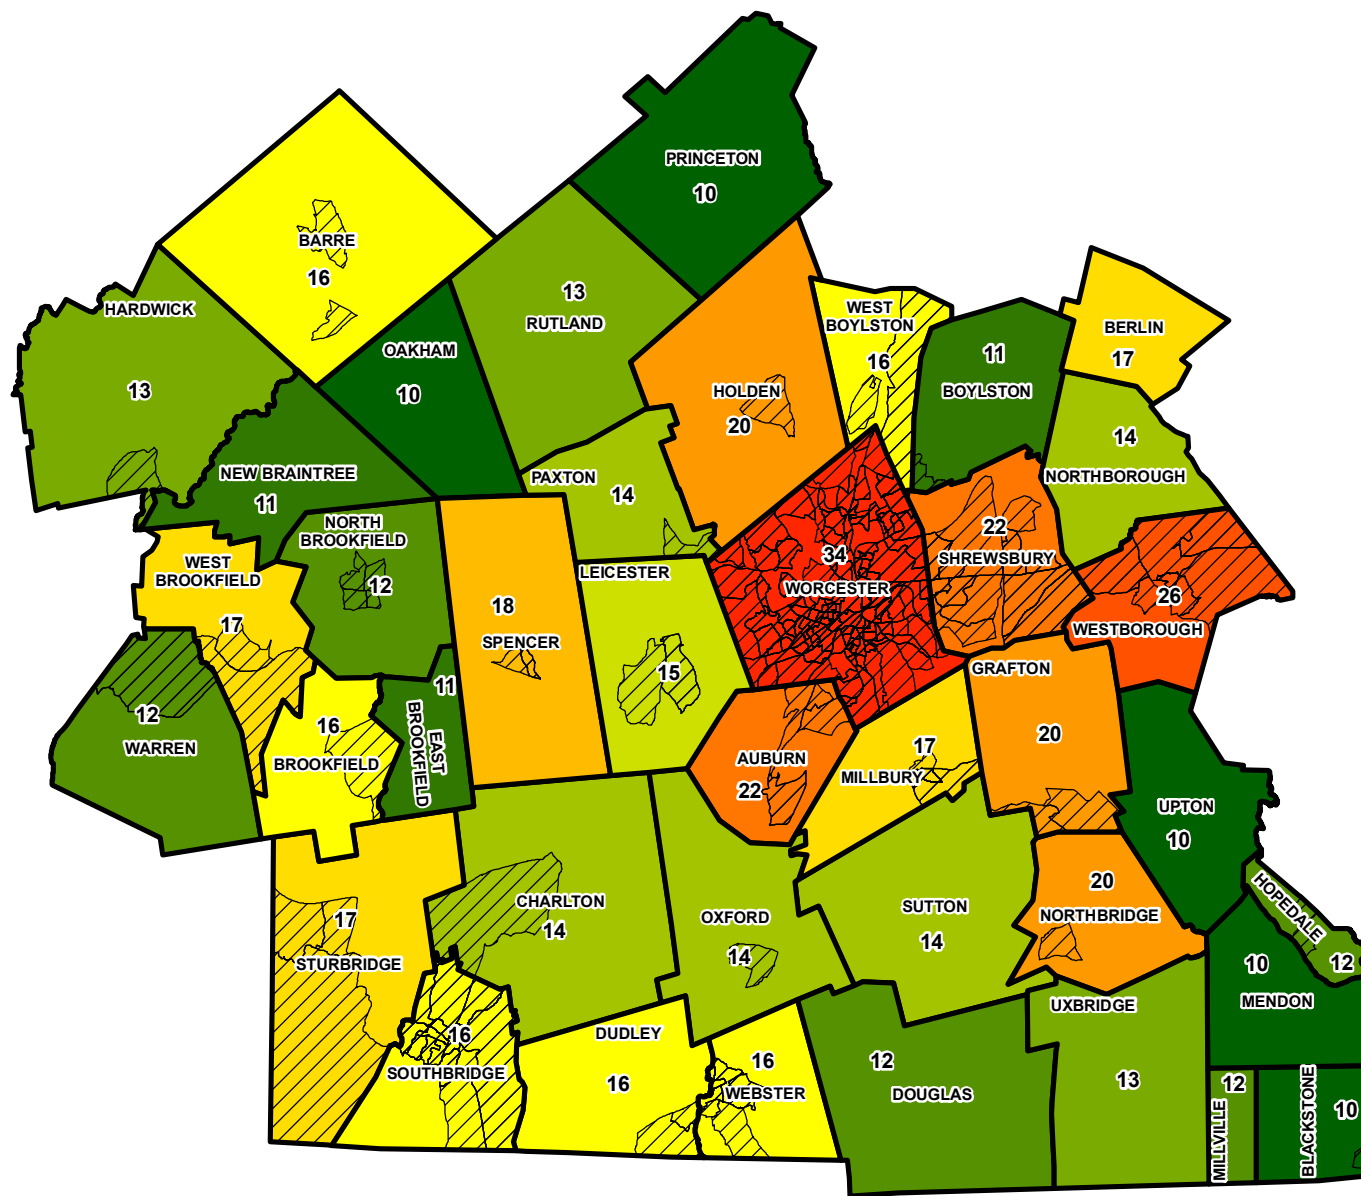 PRINCETON
10
BARRE
16
HARDWICK
13
13
RUTLAND
OAKHAM
10
WEST
BOYLSTON
16
11
BOYLSTON
BERLIN
17
HOLDEN
20
14
NORTHBOROUGH
NEW BRAINTREE
11
PAXTON
14
NORTH
BROOKFIELD
12
WEST
BROOKFIELD
17
22
SHREWSBURY
34
WORCESTER
LEICESTER
15
18
SPENCER
26
WESTBOROUGH
GRAFTON
20
12
WARREN
16
BROOKFIELD
11
EAST
BROOKFIELD
AUBURN
22
17
MILLBURY
UPTON
10
CHARLTON
14
OXFORD
14
SUTTON
14
20
NORTHBRIDGE
HOPEDALE
12
17
STURBRIDGE
10
MENDON
UXBRIDGE
13
16
SOUTHBRIDGE
DUDLEY
16
16
WEBSTER
12
DOUGLAS
12
MILLVILLE
BLACKSTONE
10